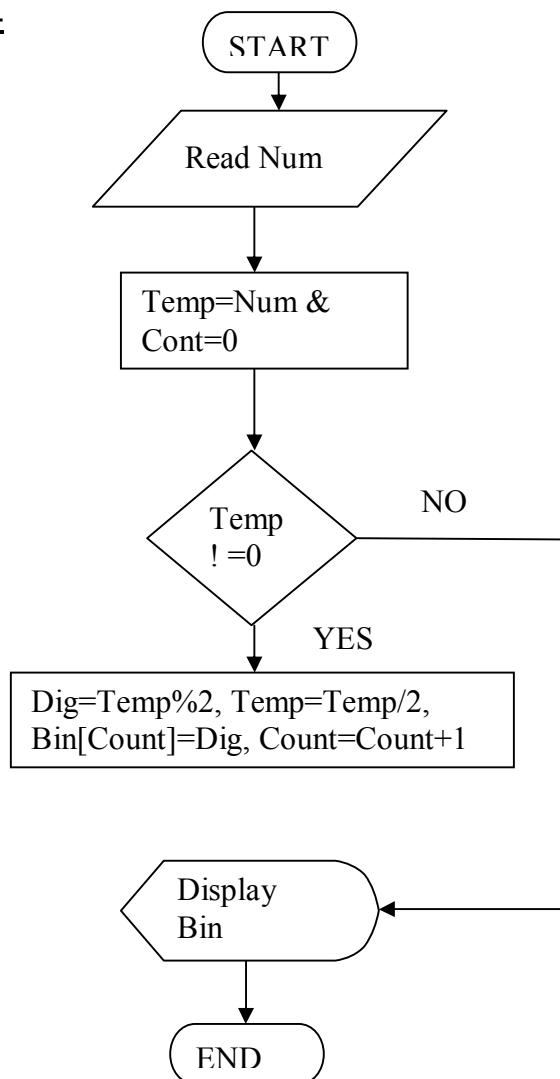 START
Read Num
Temp=Num &
Cont=0
Temp
! =0
NO
YES
Dig=Temp%2, Temp=Temp/2,
Bin[Count]=Dig, Count=Count+1
Display
Bin
END